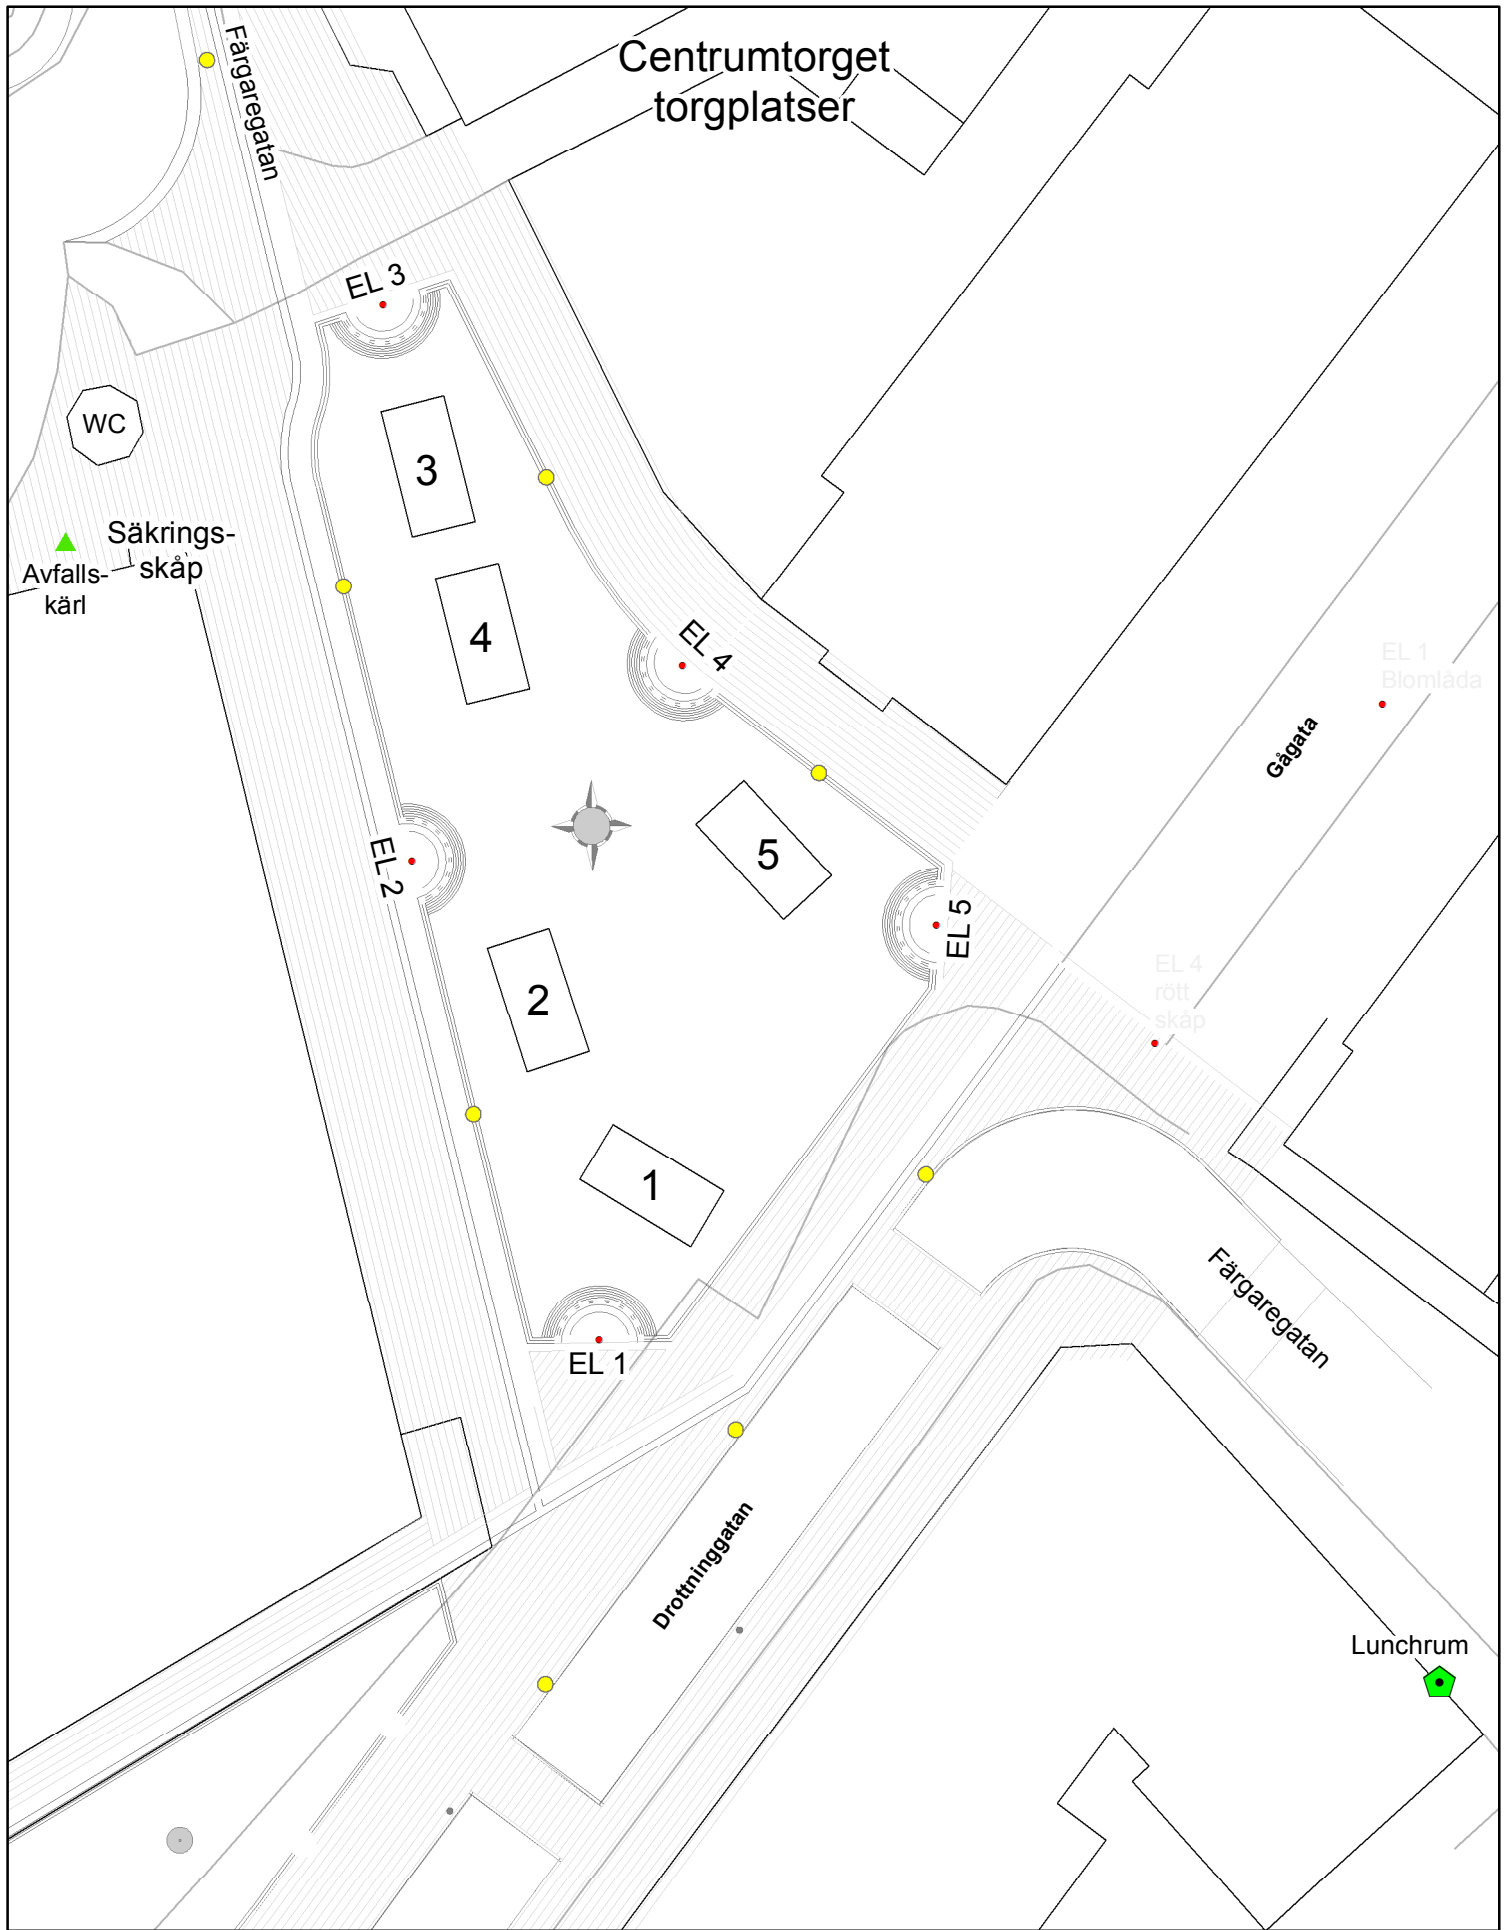 Centrumtorget
torgplatser
Färgaregatan
EL 3
WC
3
Säkrings-
skåp
Avfalls-
kärl
4
EL 4
EL 1
Blomlåda
Gågata
5
EL 2
EL 5
EL 4
rött
skåp
2
1
EL 1
Färgaregatan
Drottninggatan
Lunchrum